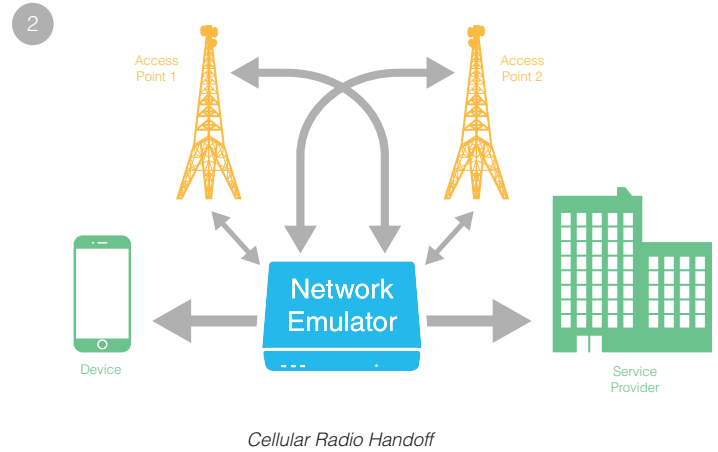 2
Access
Point 1
Access
Point 2
Network
Emulator
Device
Service
Provider
Cellular Radio Handoff